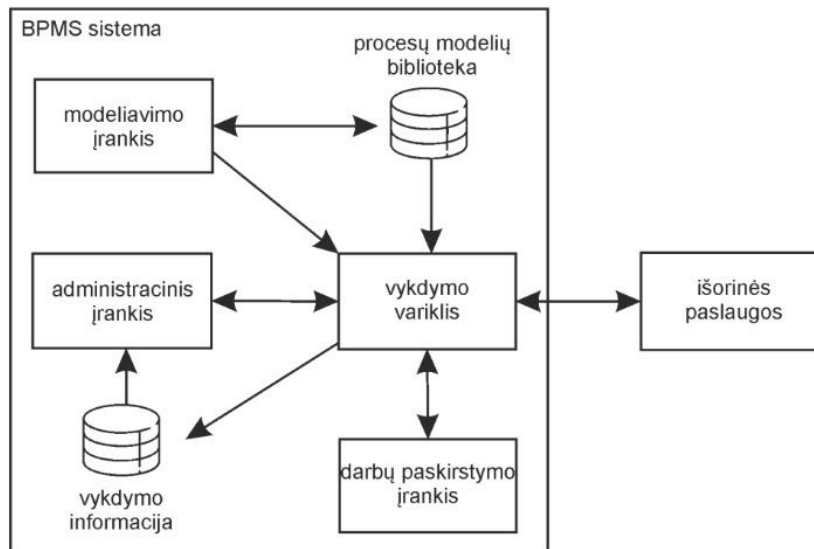 BPMS sistema
procesų modelių
biblioteka
modeliavimo
įrankis
administracinis
įrankis
vykdymo
variklis
išorinės
paslaugos
vykdymo
informacija
darbų paskirstymo
įrankis